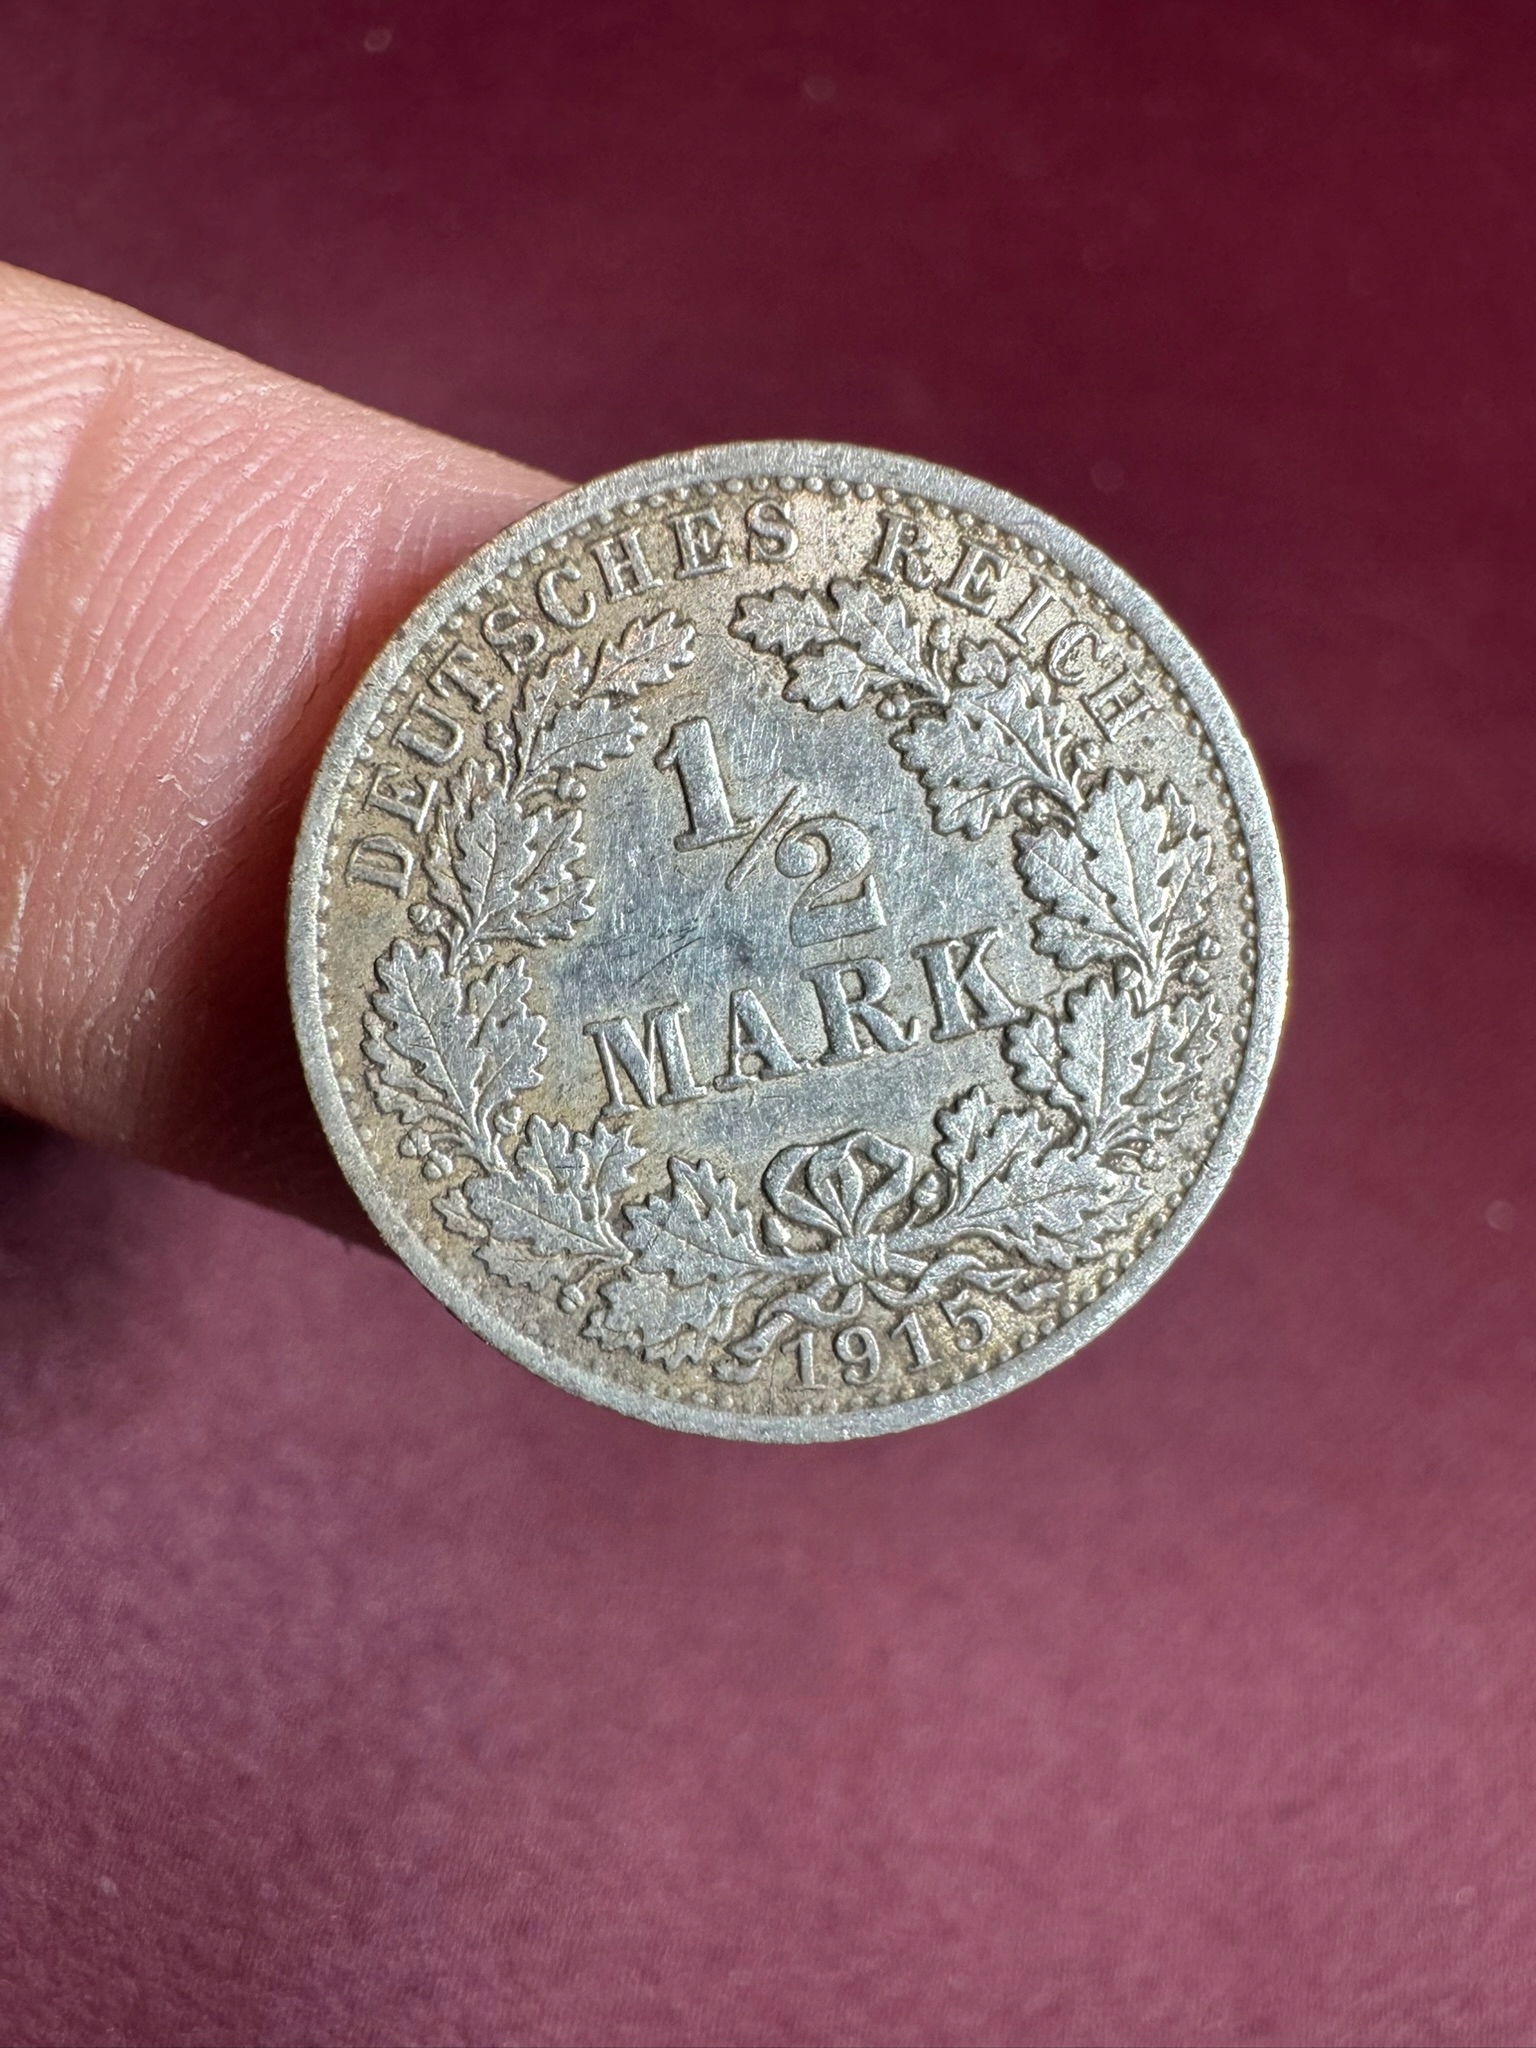 DEUTSCHES REICH
1/2
MARK
1915